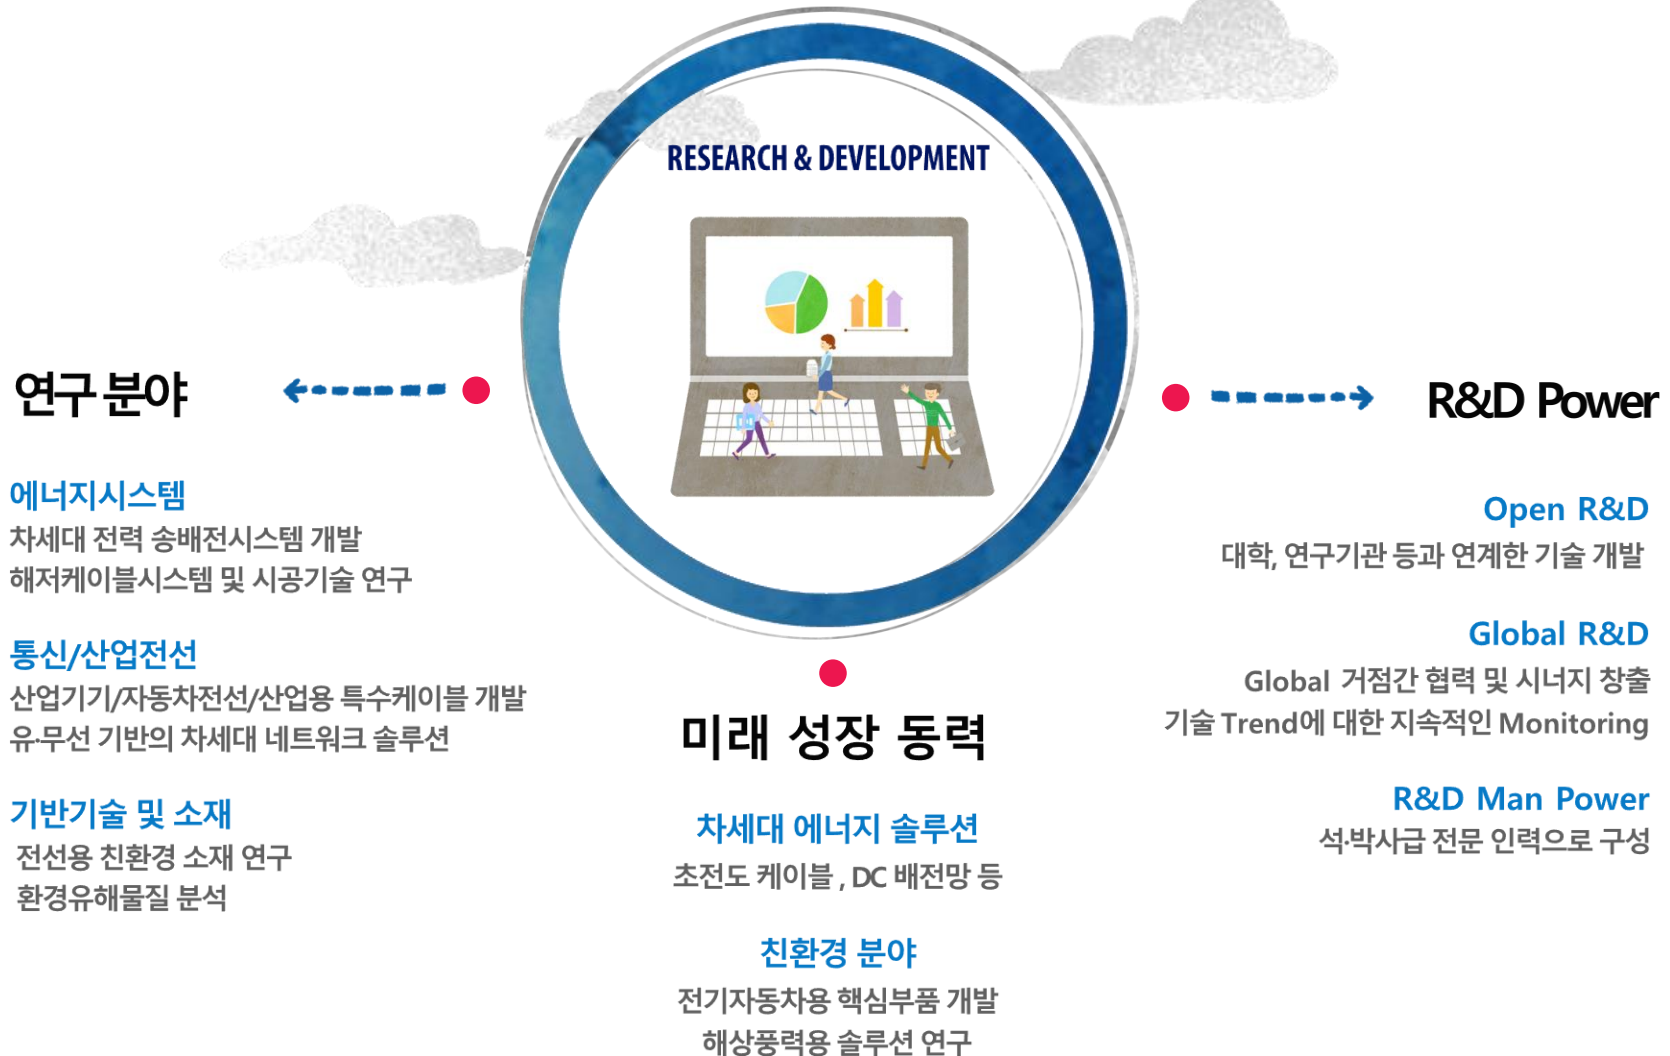 RESEARCH & DEVELOPMENT
연구 분야
에너지시스템
차세대 전력 송배전시스템 개발
해저케이블시스템 및 시공기술 연구
통신/산업전선
산업기기/자동차전선/산업용 특수케이블 개발
유·무선 기반의 차세대 네트워크 솔루션
기반기술 및 소재
전선용 친환경 소재 연구
환경유해물질 분석
미래 성장 동력
차세대 에너지 솔루션
초전도 케이블 , DC 배전망 등
친환경 분야
전기자동차용 핵심부품 개발
해상풍력용 솔루션 연구
R&D Power
Open R&D
대학, 연구기관 등과 연계한 기술 개발
Global R&D
Global 거점간 협력 및 시너지 창출
기술 Trend에 대한 지속적인 Monitoring
R&D Man Power
석·박사급 전문 인력으로 구성